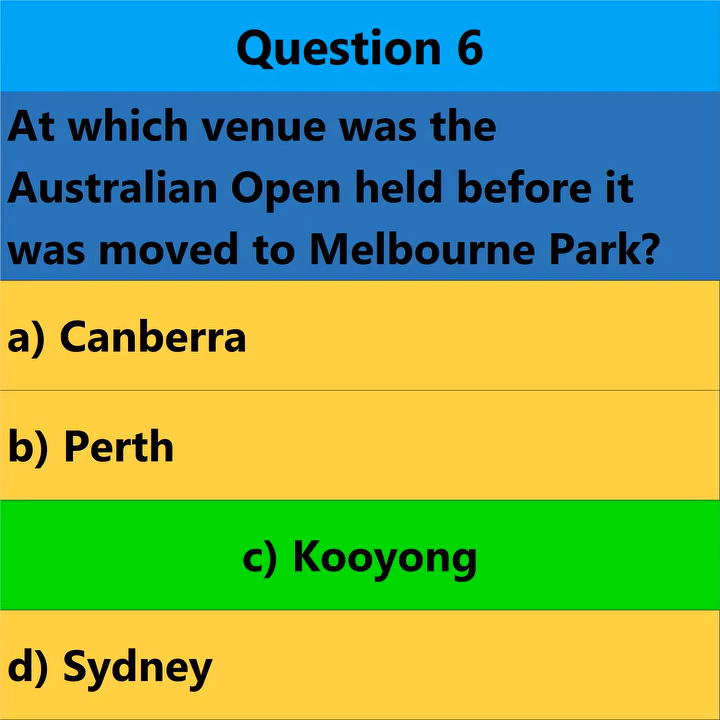 Question 6
At which venue was the
Australian Open held before it
was moved to Melbourne Park?
a) Canberra
b) Perth
c) Kooyong
d) Sydney